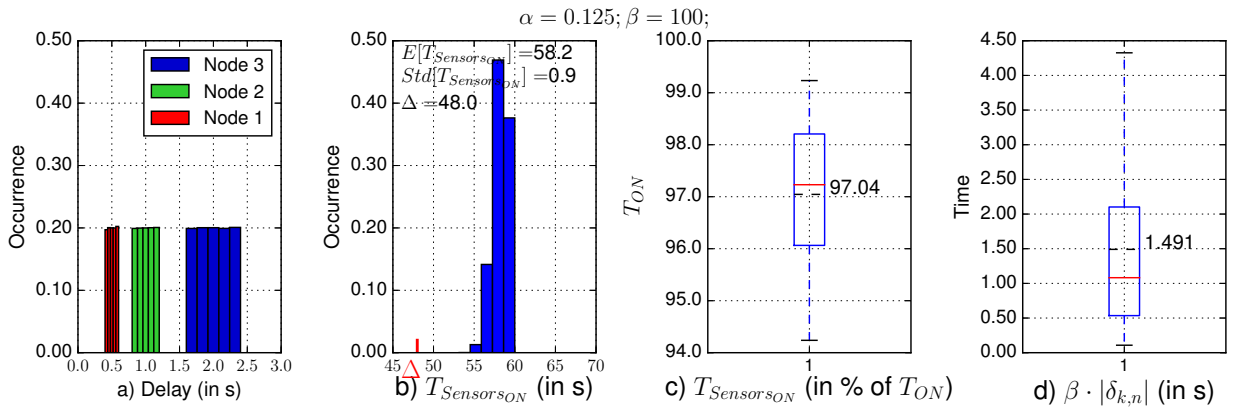 α = 0.125; β = 100;
0.50
0.40
0.30
0.20
0.10
0.00
Occurrence
Node 3
Node 2
Node 1
0.0 0.5 1.0 1.5 2.0 2.5 3.0
a) Delay (in s)
0.50
0.40
0.30
0.20
0.10
0.00
Occurrence
E[T_{Sensors_{ON}}] =58.2
Std[T_{Sensors_{ON}}] =0.9
Δ =48.0
45 50 55 60 65 70
Δ
b) T_{Sensors_{ON}} (in s)
100.0
99.0
98.0
97.0
96.0
95.0
94.0
T_{ON}
97.04
1
c) T_{Sensors_{ON}} (in % of T_{ON})
4.50
4.00
3.50
3.00
2.50
2.00
1.50
1.00
0.50
0.00
Time
1.491
1
d) β · |δ_{k,n}| (in s)